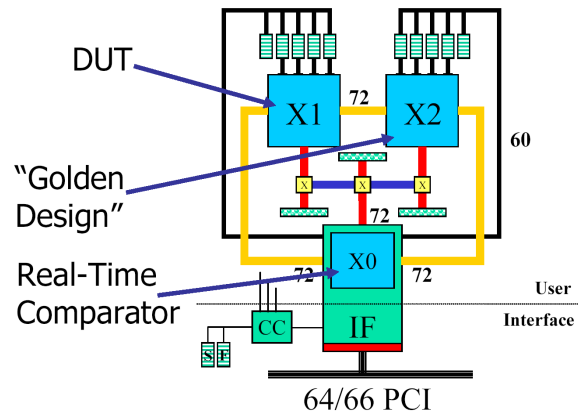 DUT
X1
72
X2
60
"Golden
Design"
X
X
X
72
Real-Time
Comparator
72
X0
72
User
Interface
CC
IF
S
F
64/66 PCI